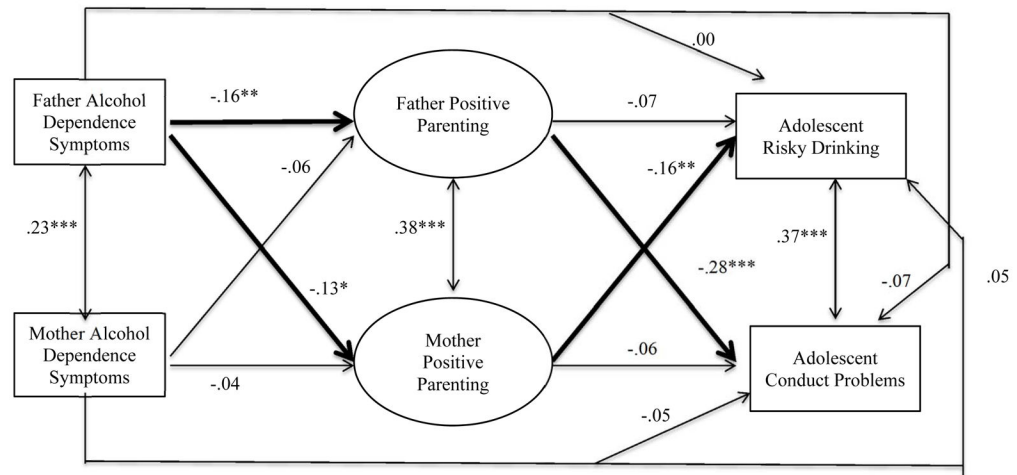 .00
Father Alcohol
Dependence
Symptoms
-.16**
Father Positive
Parenting
-.07
Adolescent
Risky Drinking
-.06
-.16**
.23***
.38***
.37***
-.28***
-.07
.05
-.13*
Mother Alcohol
Dependence
Symptoms
-.04
Mother
Positive
Parenting
-.06
Adolescent
Conduct Problems
-.05